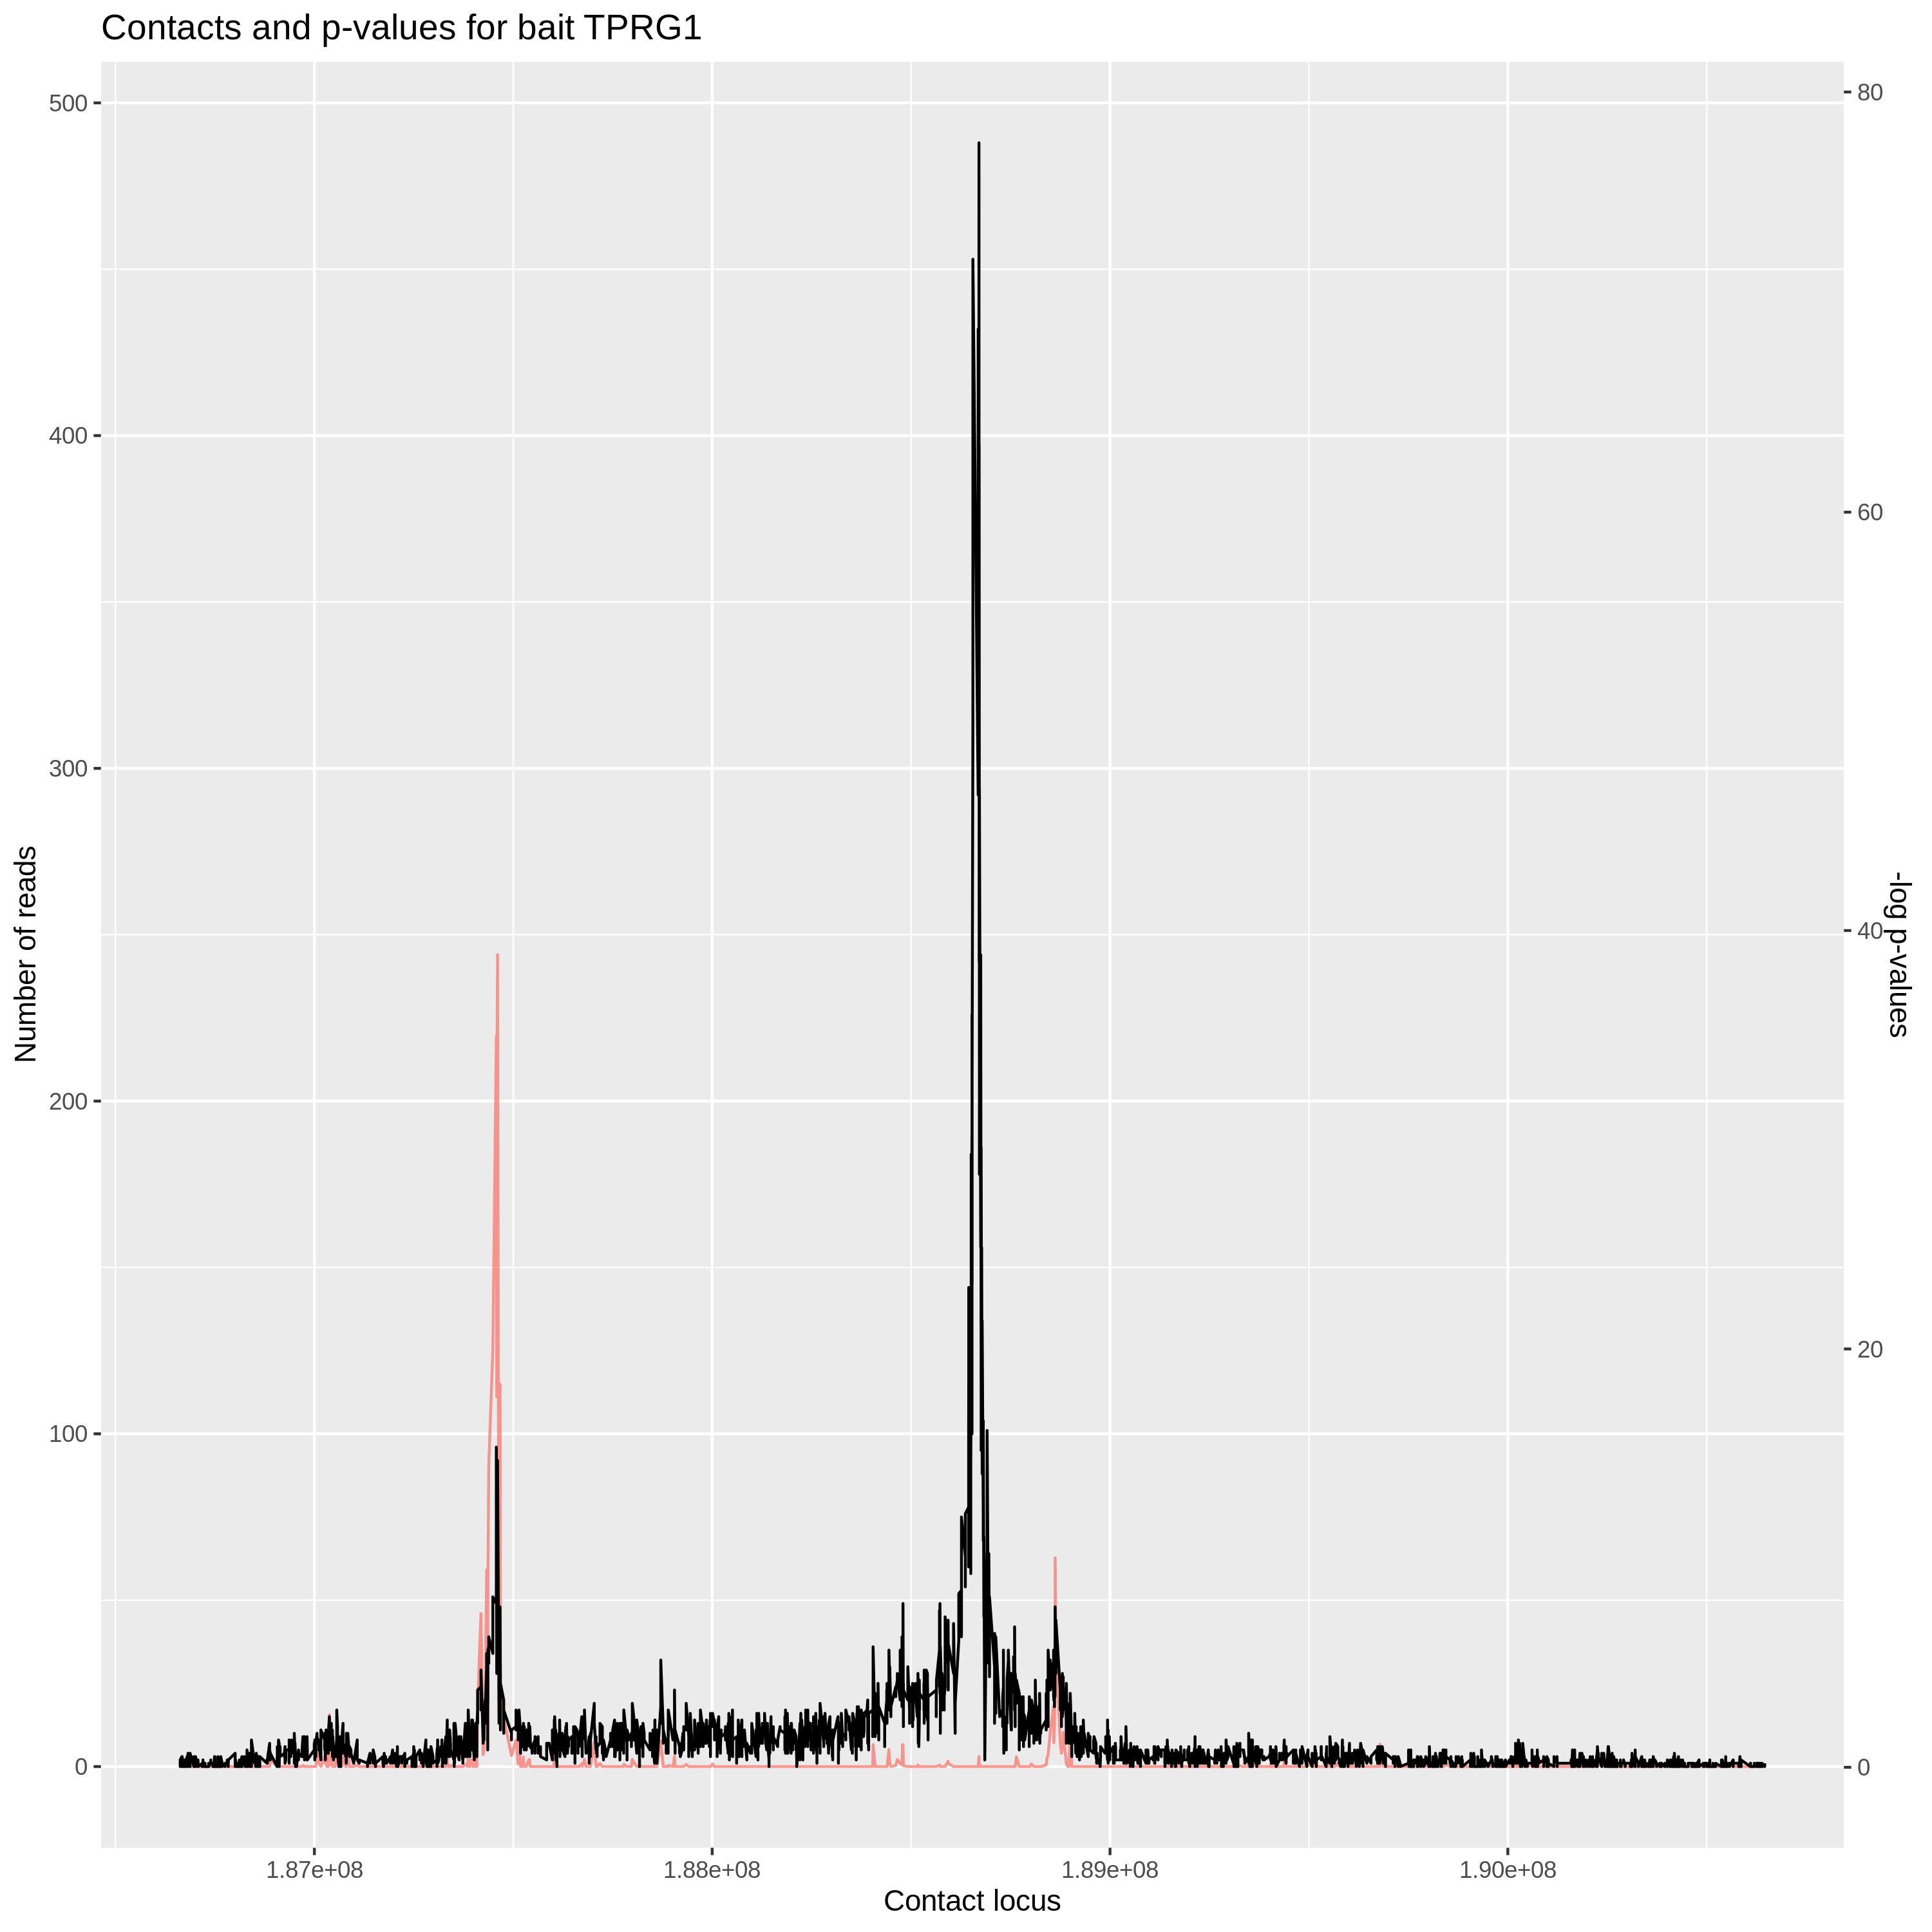 Contacts and p-values for bait TPRG1
500
400
300
200
100
0
Number of reads
80
60
40
20
0
-log p-values
1.87e+08
1.88e+08
1.89e+08
1.90e+08
Contact locus